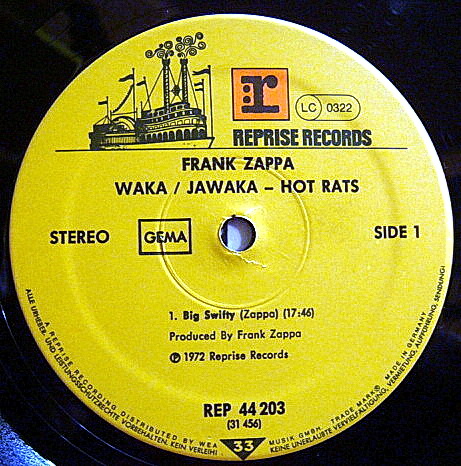 r
LC 0322
REPRISE RECORDS
FRANK ZAPPA
WAKA / JAWAKA – HOT RATS
STEREO GEMA SIDE 1
1. Big Swifty (Zappa) (17:46)
Produced By Frank Zappa
℗ 1972 Reprise Records
REP 44 203
(31 456)
A REPRISE RECORDING, DISTRIBUTED BY WEA MUSIK GMBH. TRADE MARK® MADE IN GERMANY
ALLE URHEBER- UND LEISTUNGSSCHUTZRECHTE VORBEHALTEN. KEIN VERLEIH! KEINE UNERLAUBTE VERVIELFÄLTIGUNG, VERMIETUNG, AUFFÜHRUNG, SENDUNG!
33